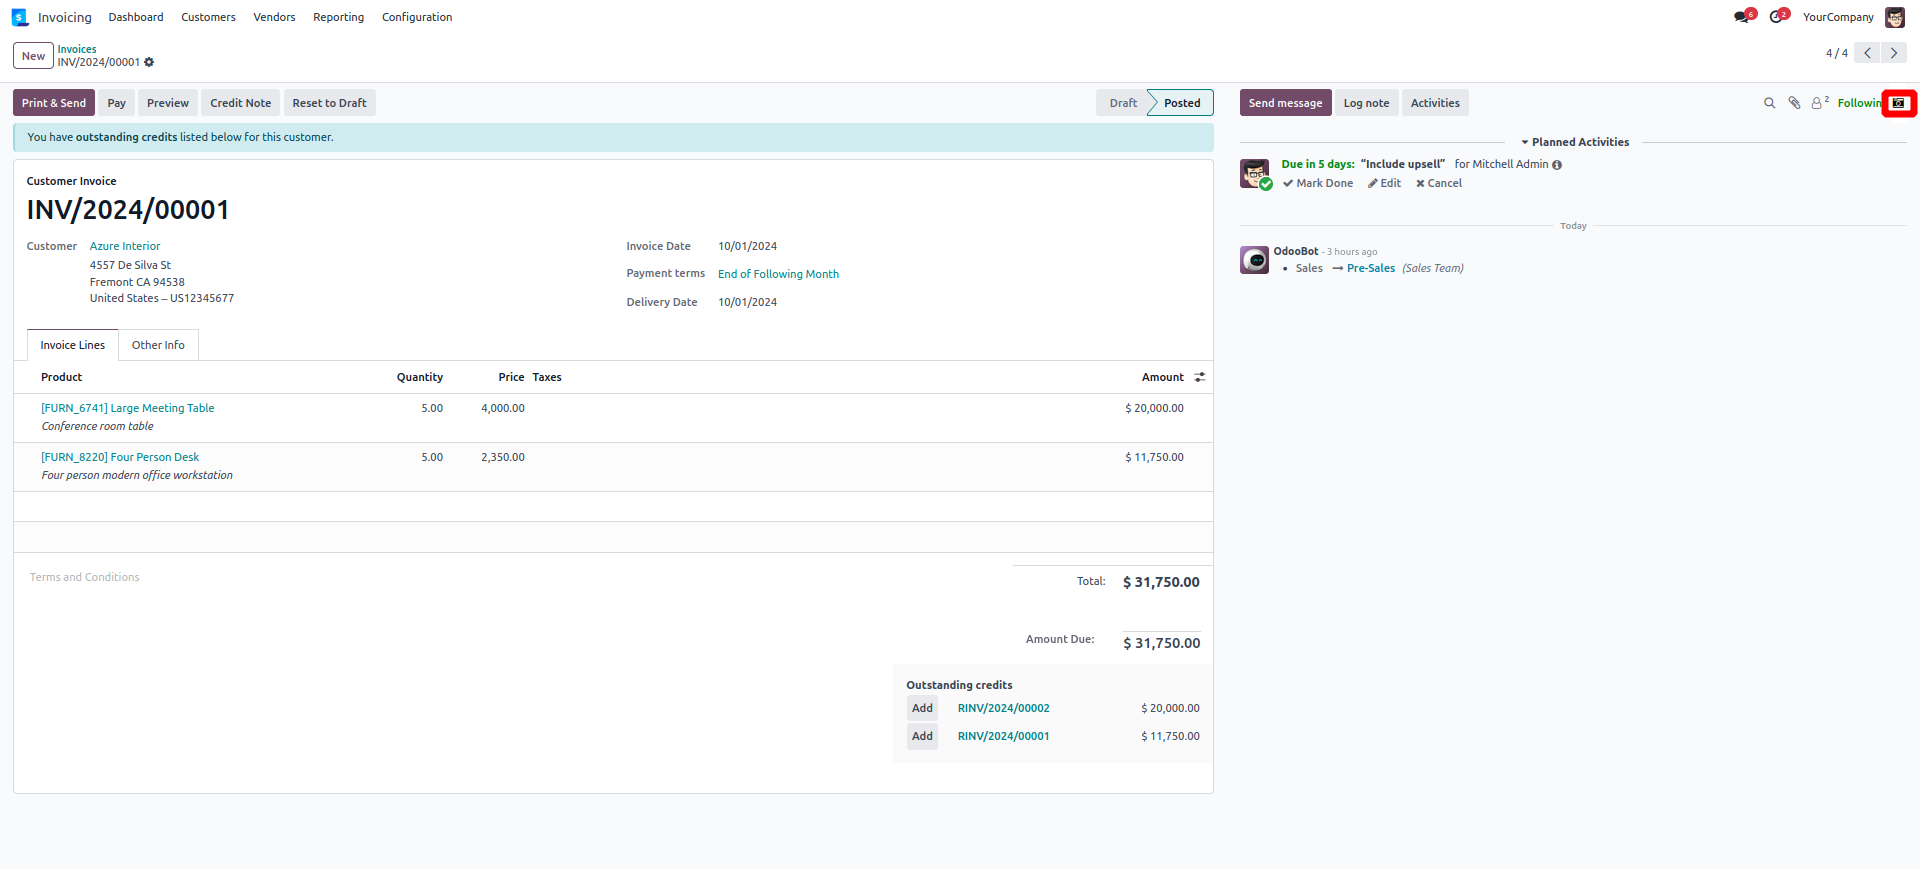 Invoicing Dashboard Customers Vendors Reporting Configuration 6 2 YourCompany
New Invoices
INV/2024/00001 4 / 4
Print & Send Pay Preview Credit Note Reset to Draft Draft Posted
You have outstanding credits listed below for this customer.
Customer Invoice
INV/2024/00001
Customer Azure Interior Invoice Date 10/01/2024
4557 De Silva St
Fremont CA 94538 Payment terms End of Following Month
United States – US12345677 Delivery Date 10/01/2024
Invoice Lines Other Info
Product Quantity Price Taxes Amount
[FURN_6741] Large Meeting Table 5.00 4,000.00 $ 20,000.00
Conference room table
[FURN_8220] Four Person Desk 5.00 2,350.00 $ 11,750.00
Four person modern office workstation
Terms and Conditions Total: $ 31,750.00
Amount Due: $ 31,750.00
Outstanding credits
Add RINV/2024/00002 $ 20,000.00
Add RINV/2024/00001 $ 11,750.00
Send message Log note Activities 2 Followin
Planned Activities
Due in 5 days: “Include upsell” for Mitchell Admin
Mark Done Edit Cancel
Today
OdooBot - 3 hours ago
• Sales → Pre-Sales (Sales Team)